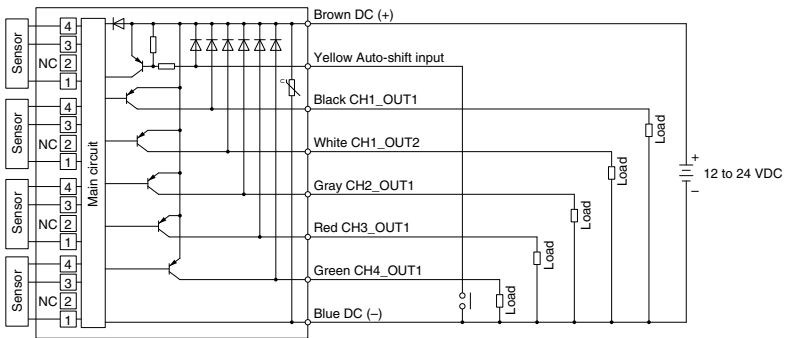 Brown DC (+)
Yellow Auto-shift input
Black CH1_OUT1
White CH1_OUT2
Gray CH2_OUT1
Red CH3_OUT1
Green CH4_OUT1
Blue DC (–)
Sensor
4
3
NC 2
1
Sensor
4
3
NC 2
1
Sensor
4
3
NC 2
1
Sensor
4
3
NC 2
1
Main circuit
C
Load
Load
Load
Load
Load
+
12 to 24 VDC
–